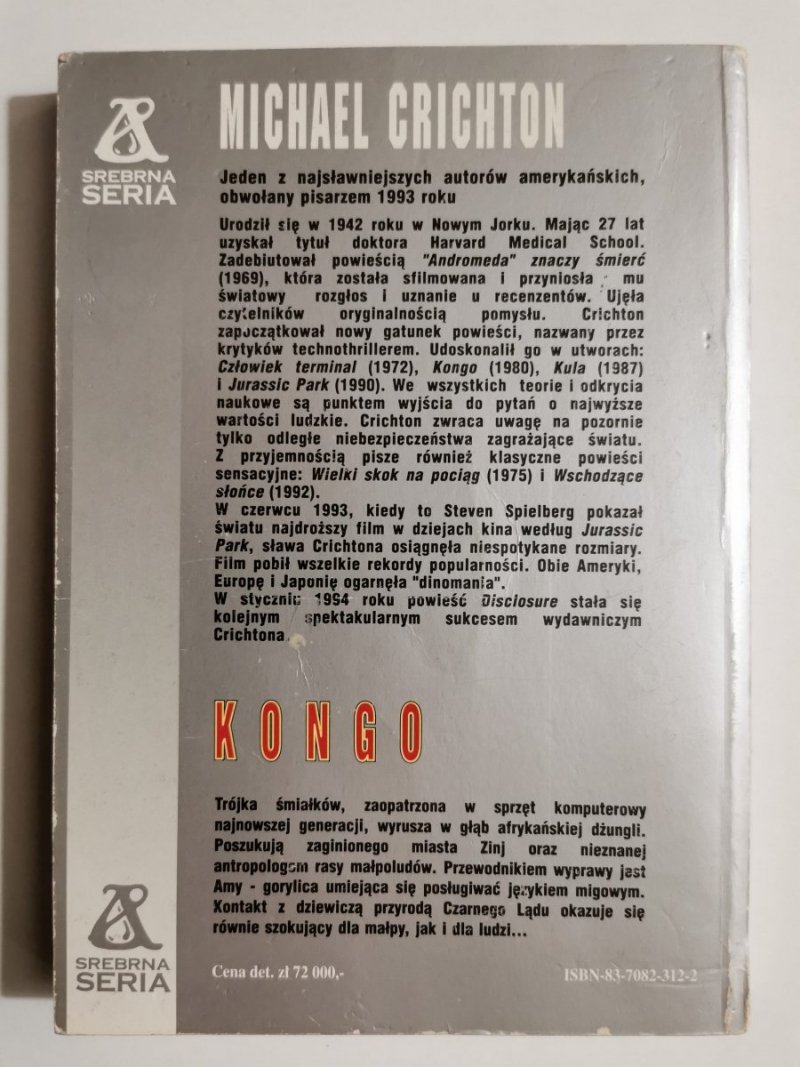 SREBRNA
SERIA
MICHAEL CRICHTON
Jeden z najsławniejszych autorów amerykańskich,
obwołany pisarzem 1993 roku
Urodził się w 1942 roku w Nowym Jorku. Mając 27 lat
uzyskał tytuł doktora Harvard Medical School.
Zadebiutował powieścią "Andromeda" znaczy śmierć
(1969), która została sfilmowana i przyniosła mu
światowy rozgłos i uznanie u recenzentów. Ujęła
czytelników oryginalnością pomysłu. Crichton
zapoczątkował nowy gatunek powieści, nazwany przez
krytyków technothrillerem. Udoskonalił go w utworach:
Człowiek terminal (1972), Kongo (1980), Kula (1987)
i Jurassic Park (1990). We wszystkich teorie i odkrycia
naukowe są punktem wyjścia do pytań o najwyższe
wartości ludzkie. Crichton zwraca uwagę na pozornie
tylko odległe niebezpieczeństwa zagrażające światu.
Z przyjemnością pisze również klasyczne powieści
sensacyjne: Wielki skok na pociąg (1975) i Wschodzące
słońce (1992).
W czerwcu 1993, kiedy to Steven Spielberg pokazał
światu najdroższy film w dziejach kina według Jurassic
Park, sława Crichtona osiągnęła niespotykane rozmiary.
Film pobił wszelkie rekordy popularności. Obie Ameryki,
Europę i Japonię ogarnęła "dinomania".
W styczniu 1994 roku powieść Disclosure stała się
kolejnym spektakularnym sukcesem wydawniczym
Crichtona.
KONGO
Trójka śmiałków, zaopatrzona w sprzęt komputerowy
najnowszej generacji, wyrusza w głąb afrykańskiej dżungli.
Poszukują zaginionego miasta Zinj oraz nieznanej
antropologom rasy małpoludów. Przewodnikiem wyprawy jest
Amy - gorylica umiejąca się posługiwać językiem migowym.
Kontakt z dziewiczą przyrodą Czarnego Lądu okazuje się
równie szokujący dla małpy, jak i dla ludzi...
SREBRNA
SERIA
Cena det. zł 72 000,-
ISBN-83-7082-312-2